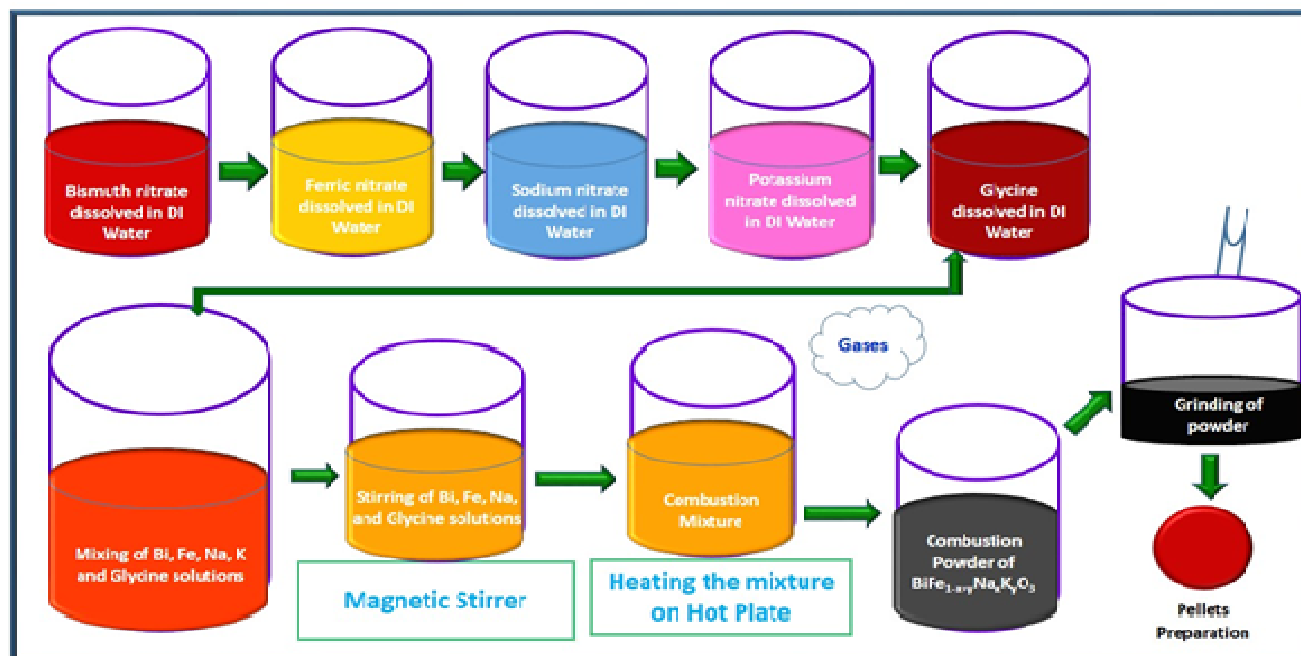 Bismuth nitrate
dissolved in DI
Water
Ferric nitrate
dissolved in DI
Water
Sodium nitrate
dissolved in DI
Water
Potassium
nitrate dissolved
in DI Water
Glycine
dissolved in DI
Water
Gases
Mixing of Bi, Fe, Na, K
and Glycine solutions
Stirring of Bi, Fe, Na,
and Glycine solutions
Magnetic Stirrer
Combustion
Mixture
Heating the mixture
on Hot Plate
Combustion
Powder of
BiFe₁₋ₓ₋ᵧNaₓKᵧO₃
Grinding of
powder
Pellets
Preparation